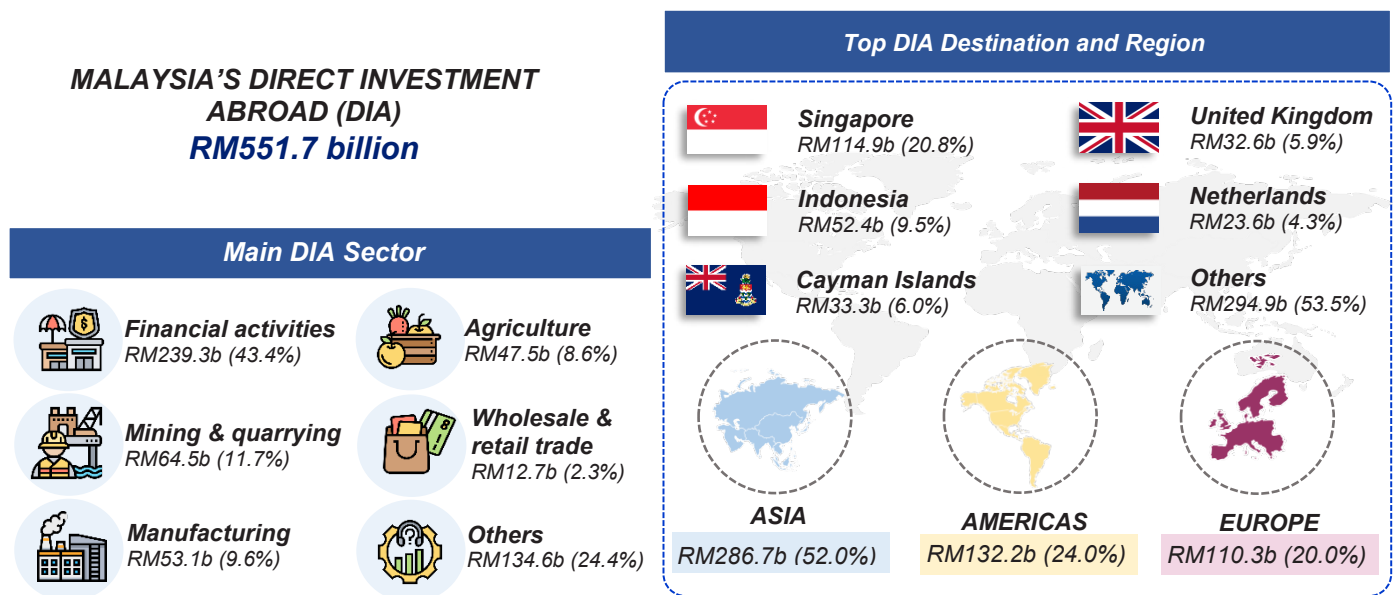 MALAYSIA’S DIRECT INVESTMENT
ABROAD (DIA)
RM551.7 billion
Main DIA Sector
Financial activities
RM239.3b (43.4%)
Agriculture
RM47.5b (8.6%)
Mining & quarrying
RM64.5b (11.7%)
Wholesale &
retail trade
RM12.7b (2.3%)
Manufacturing
RM53.1b (9.6%)
Others
RM134.6b (24.4%)
Top DIA Destination and Region
Singapore
RM114.9b (20.8%)
United Kingdom
RM32.6b (5.9%)
Indonesia
RM52.4b (9.5%)
Netherlands
RM23.6b (4.3%)
Cayman Islands
RM33.3b (6.0%)
Others
RM294.9b (53.5%)
ASIA
RM286.7b (52.0%)
AMERICAS
RM132.2b (24.0%)
EUROPE
RM110.3b (20.0%)